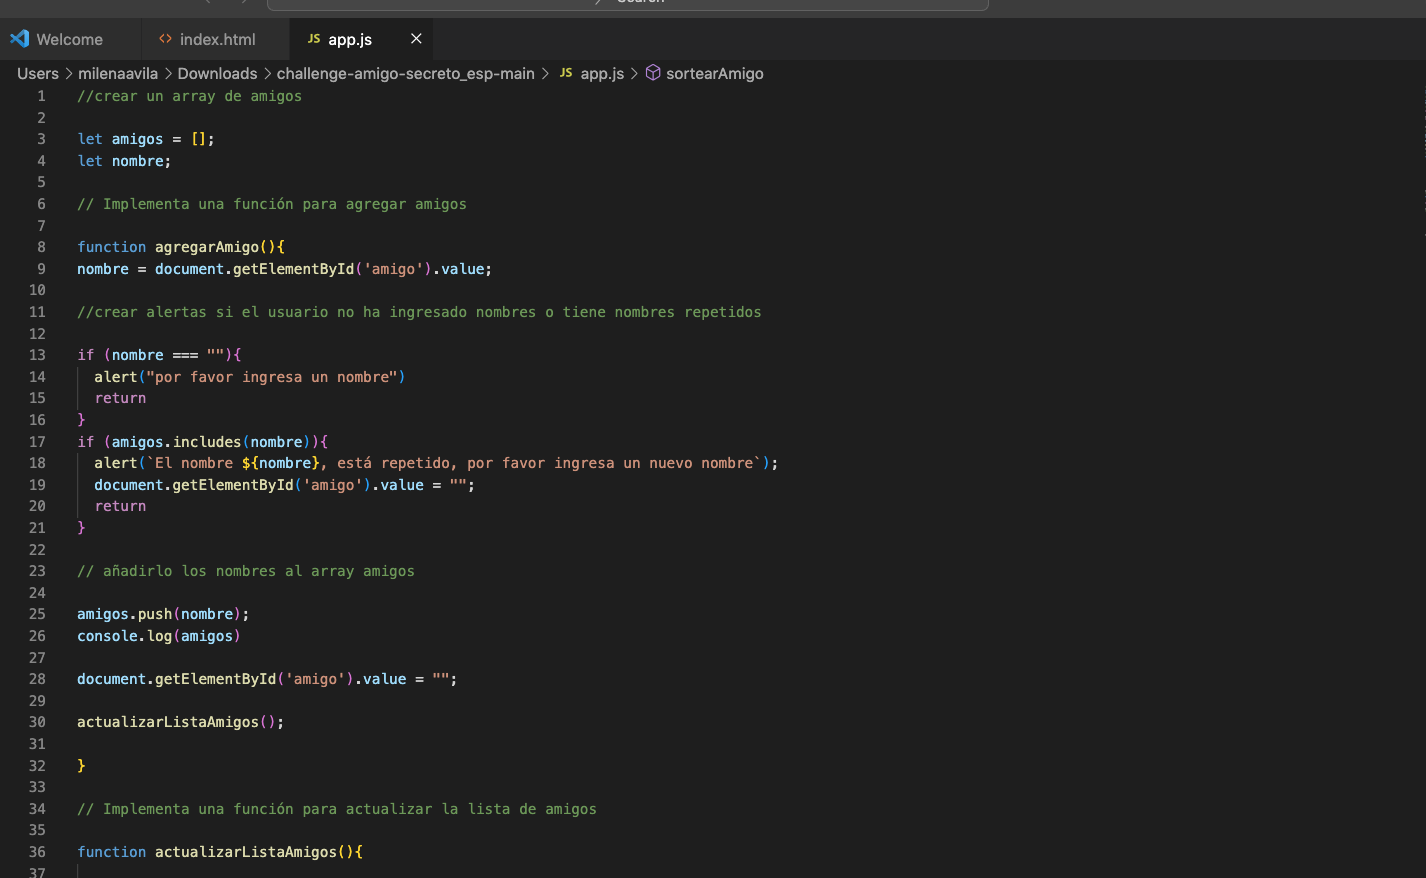 Search
Welcome
<> index.html
JS app.js
Users > milenaavila > Downloads > challenge-amigo-secreto_esp-main > JS app.js > sortearAmigo
1 //crear un array de amigos
2
3 let amigos = [];
4 let nombre;
5
6 // Implementa una función para agregar amigos
7
8 function agregarAmigo(){
9 nombre = document.getElementById('amigo').value;
10
11 //crear alertas si el usuario no ha ingresado nombres o tiene nombres repetidos
12
13 if (nombre === ""){
14 alert("por favor ingresa un nombre")
15 return
16 }
17 if (amigos.includes(nombre)){
18 alert(`El nombre ${nombre}, está repetido, por favor ingresa un nuevo nombre`);
19 document.getElementById('amigo').value = "";
20 return
21 }
22
23 // añadirlo los nombres al array amigos
24
25 amigos.push(nombre);
26 console.log(amigos)
27
28 document.getElementById('amigo').value = "";
29
30 actualizarListaAmigos();
31
32 }
33
34 // Implementa una función para actualizar la lista de amigos
35
36 function actualizarListaAmigos(){
37